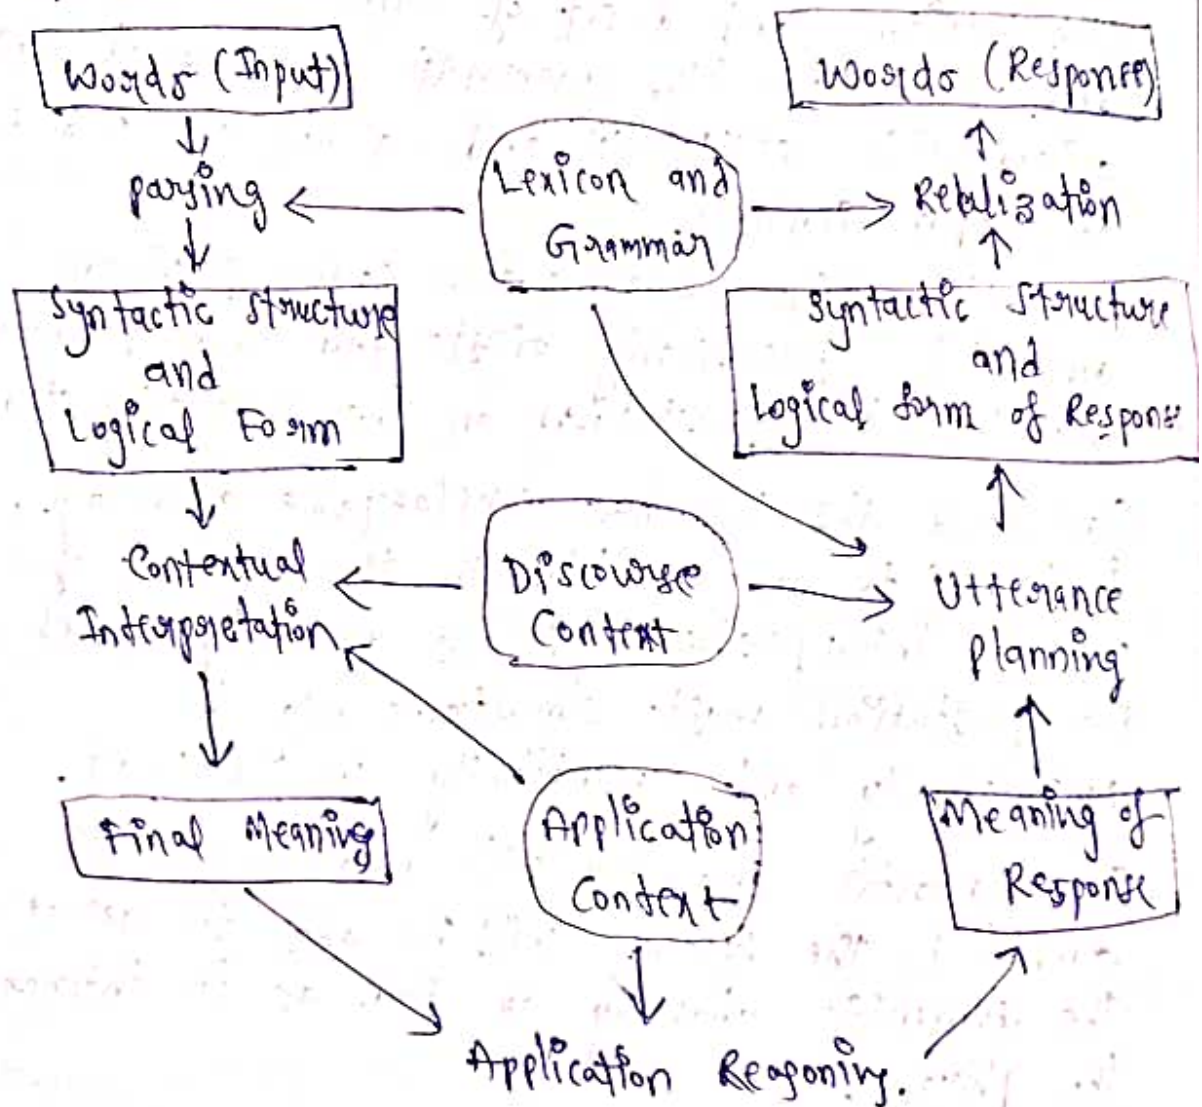 Words (Input)
Parsing
Syntactic Structure
and
Logical Form
Contextual
Interpretation
Final Meaning
Lexicon and
Grammar
Discourse
Context
Application
Context
Application Reasoning.
Words (Response)
Realization
Syntactic Structure
and
Logical form of Response
Utterance
Planning
Meaning of
Response